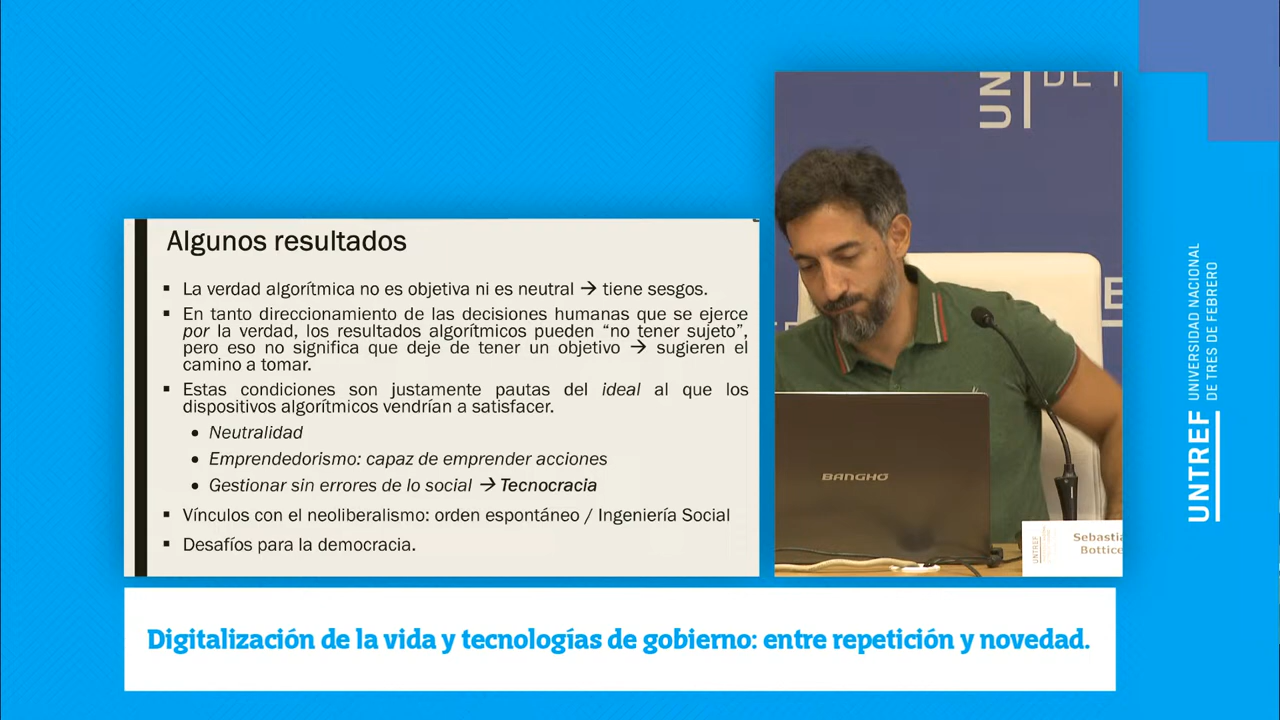 UN
DE T
Algunos resultados
▪ La verdad algorítmica no es objetiva ni es neutral → tiene sesgos.
▪ En tanto direccionamiento de las decisiones humanas que se ejerce
por la verdad, los resultados algorítmicos pueden “no tener sujeto”,
pero eso no significa que deje de tener un objetivo → sugieren el
camino a tomar.
▪ Estas condiciones son justamente pautas del ideal al que los
dispositivos algorítmicos vendrían a satisfacer.
• Neutralidad
• Emprendedorismo: capaz de emprender acciones
• Gestionar sin errores de lo social → Tecnocracia
▪ Vínculos con el neoliberalismo: orden espontáneo / Ingeniería Social
▪ Desafíos para la democracia.
BANGHO
UNTREF
Sebastia
Bottice
Digitalización de la vida y tecnologías de gobierno: entre repetición y novedad.
UNTREF
UNIVERSIDAD NACIONAL
DE TRES DE FEBRERO